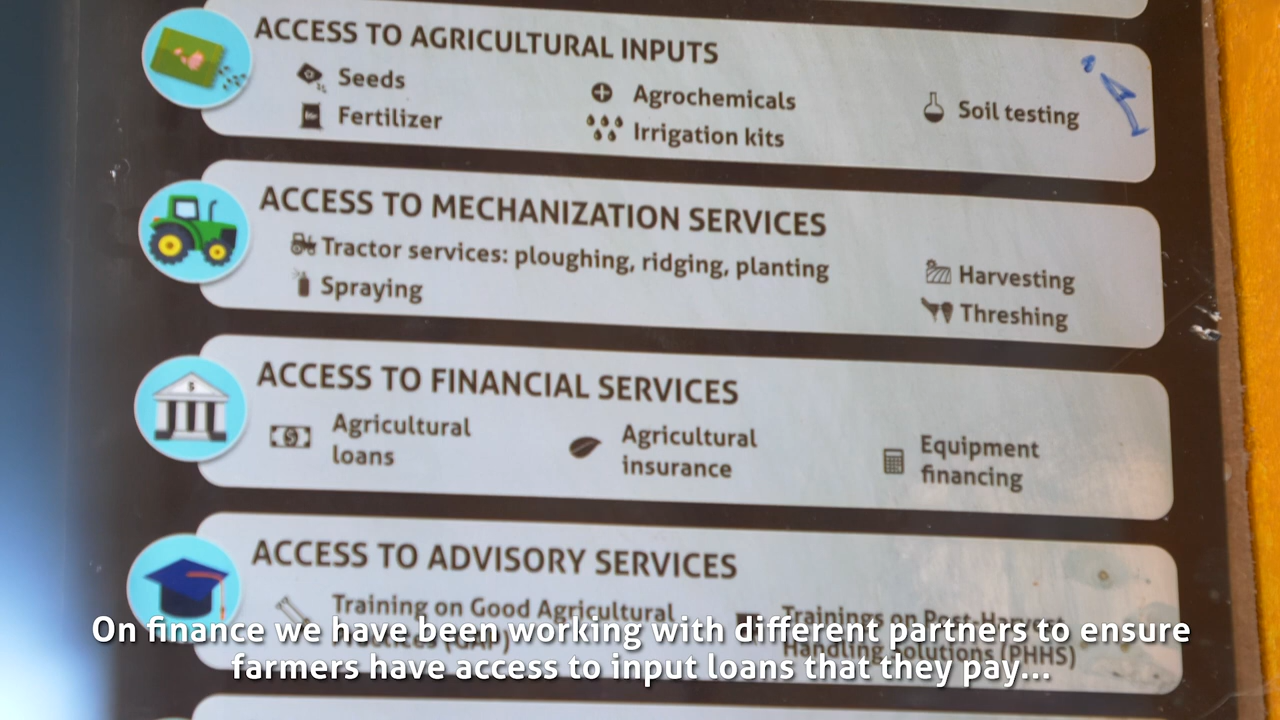 ACCESS TO AGRICULTURAL INPUTS
Seeds
Agrochemicals
Soil testing
Fertilizer
Irrigation kits
ACCESS TO MECHANIZATION SERVICES
Tractor services: ploughing, ridging, planting
Harvesting
Spraying
Threshing
ACCESS TO FINANCIAL SERVICES
Agricultural
loans
Agricultural
insurance
Equipment
financing
ACCESS TO ADVISORY SERVICES
Training on Good Agricultural
Practices (GAP)
Trainings on Post-Harvest
Handling Solutions (PHHS)
On finance we have been working with different partners to ensure
farmers have access to input loans that they pay...